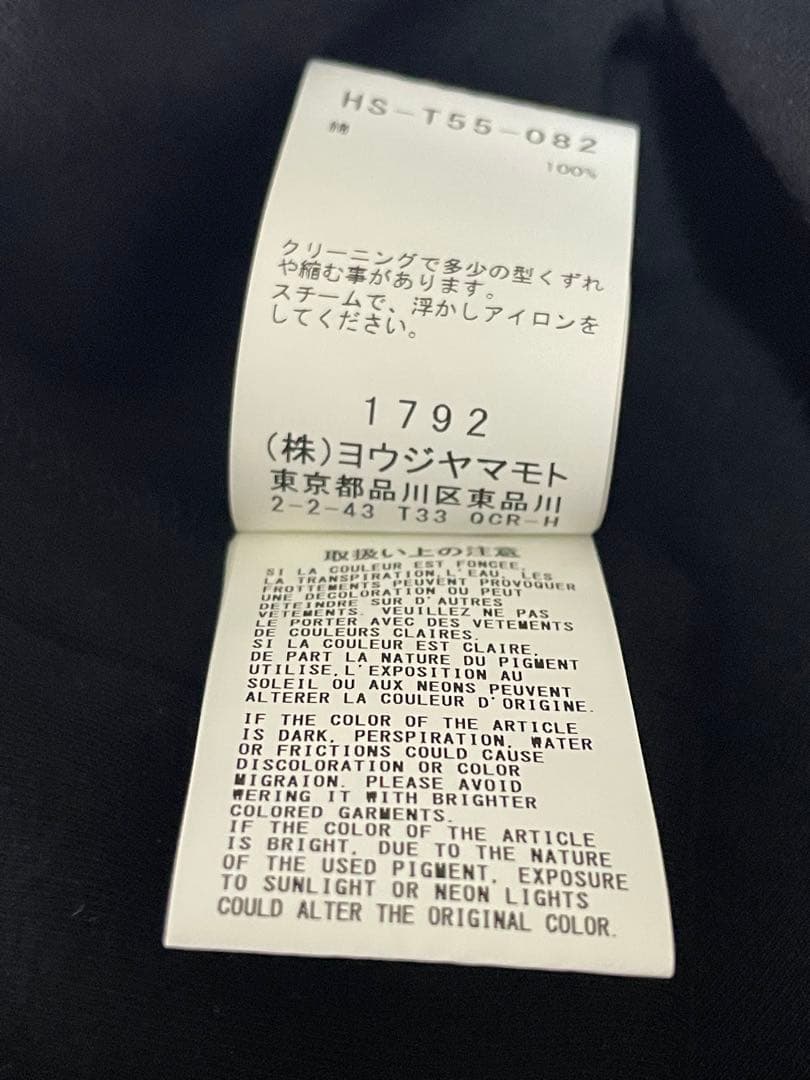 HS-T55-082
綿
100%
クリーニングで多少の型くずれ
や縮む事があります。
スチームで、浮かしアイロンを
してください。
1792
(株)ヨウジヤマモト
東京都品川区東品川
2-2-43 T33 OCR-H
取扱い上の注意
SI LA COULEUR EST FONCEE,
LA TRANSPIRATION,L'EAU, LES
FROTTEMENTS PEUVENT PROVOQUER
UNE DECOLORATION OU PEUT
DETEINDRE SUR D'AUTRES
VETEMENTS. VEUILLEZ NE PAS
LE PORTER AVEC DES VETEMENTS
DE COULEURS CLAIRES.
SI LA COULEUR EST CLAIRE,
DE PART LA NATURE DU PIGMENT
UTILISE,L'EXPOSITION AU
SOLEIL OU AUX NEONS PEUVENT
ALTERER LA COULEUR D'ORIGINE.
IF THE COLOR OF THE ARTICLE
IS DARK, PERSPIRATION, WATER
OR FRICTIONS COULD CAUSE
DISCOLORATION OR COLOR
MIGRAION. PLEASE AVOID
WERING IT WITH BRIGHTER
COLORED GARMENTS.
IF THE COLOR OF THE ARTICLE
IS BRIGHT, DUE TO THE NATURE
OF THE USED PIGMENT, EXPOSURE
TO SUNLIGHT OR NEON LIGHTS
COULD ALTER THE ORIGINAL COLOR.